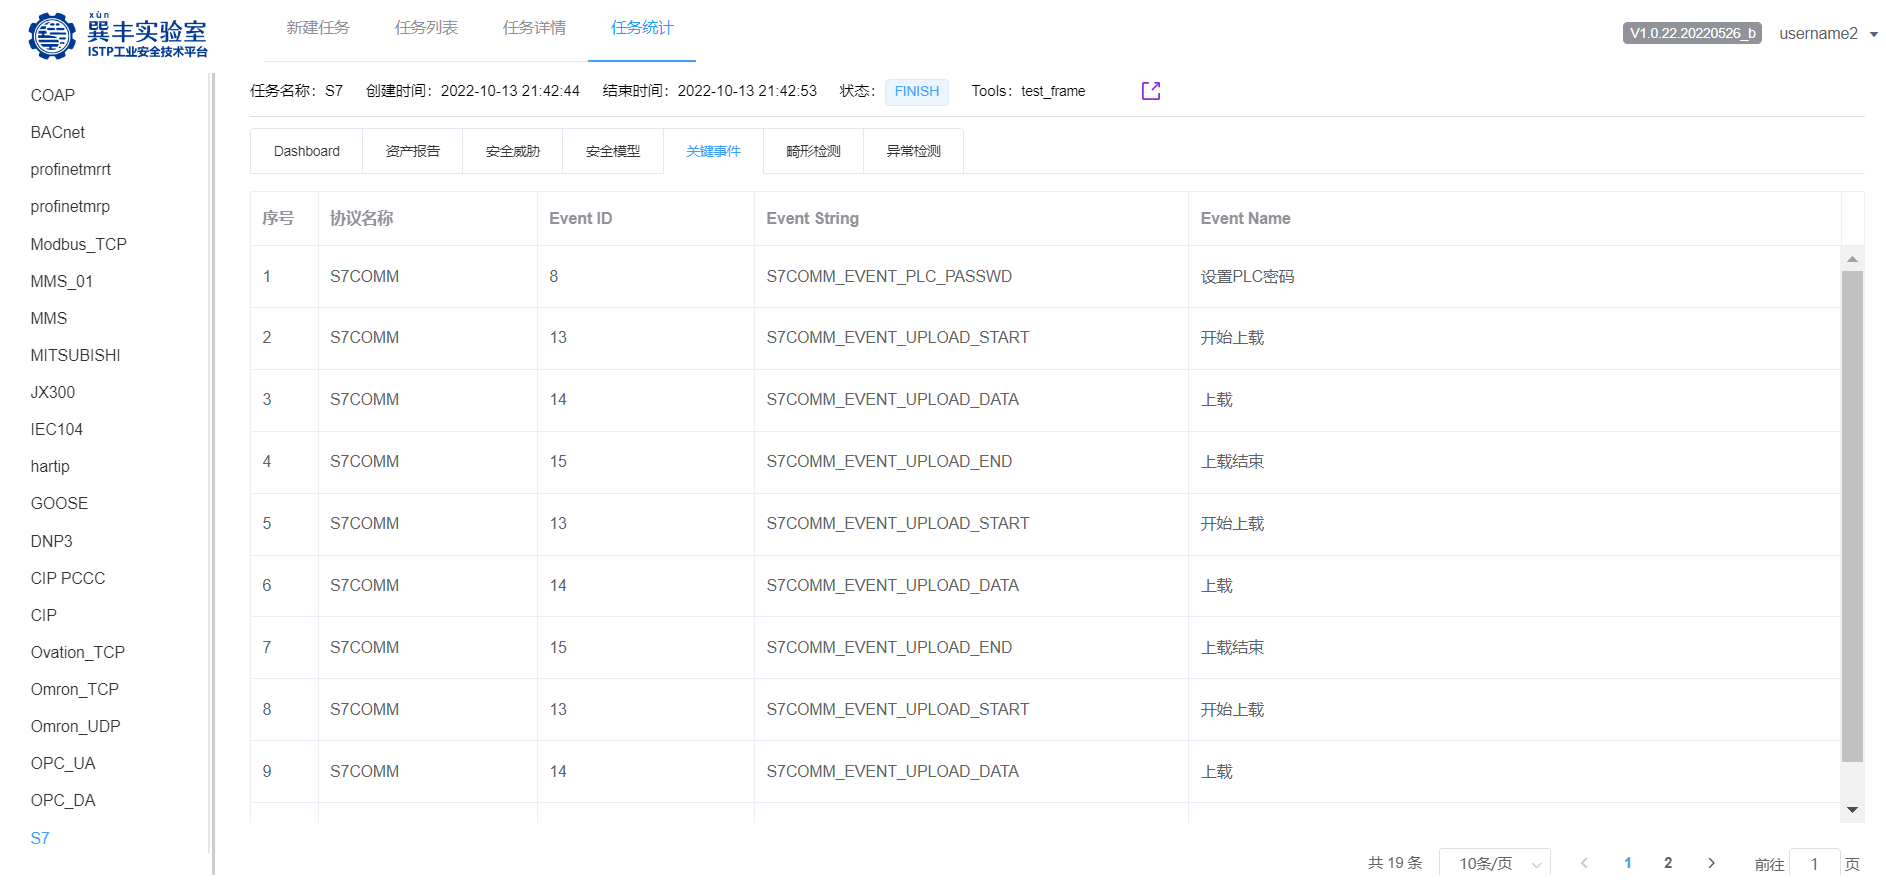 xùn
巽丰实验室
ISTP工业安全技术平台
新建任务 任务列表 任务详情 任务统计
V1.0.22.20220526_b username2
任务名称：S7 创建时间：2022-10-13 21:42:44 结束时间：2022-10-13 21:42:53 状态： FINISH Tools：test_frame
Dashboard 资产报告 安全威胁 安全模型 关键事件 畸形检测 异常检测
COAP
BACnet
profinetmrrt
profinetmrp
Modbus_TCP
MMS_01
MMS
MITSUBISHI
JX300
IEC104
hartip
GOOSE
DNP3
CIP PCCC
CIP
Ovation_TCP
Omron_TCP
Omron_UDP
OPC_UA
OPC_DA
S7
序号 协议名称 Event ID Event String Event Name
1 S7COMM 8 S7COMM_EVENT_PLC_PASSWD 设置PLC密码
2 S7COMM 13 S7COMM_EVENT_UPLOAD_START 开始上载
3 S7COMM 14 S7COMM_EVENT_UPLOAD_DATA 上载
4 S7COMM 15 S7COMM_EVENT_UPLOAD_END 上载结束
5 S7COMM 13 S7COMM_EVENT_UPLOAD_START 开始上载
6 S7COMM 14 S7COMM_EVENT_UPLOAD_DATA 上载
7 S7COMM 15 S7COMM_EVENT_UPLOAD_END 上载结束
8 S7COMM 13 S7COMM_EVENT_UPLOAD_START 开始上载
9 S7COMM 14 S7COMM_EVENT_UPLOAD_DATA 上载
共 19 条 10条/页 1 2 前往 1 页